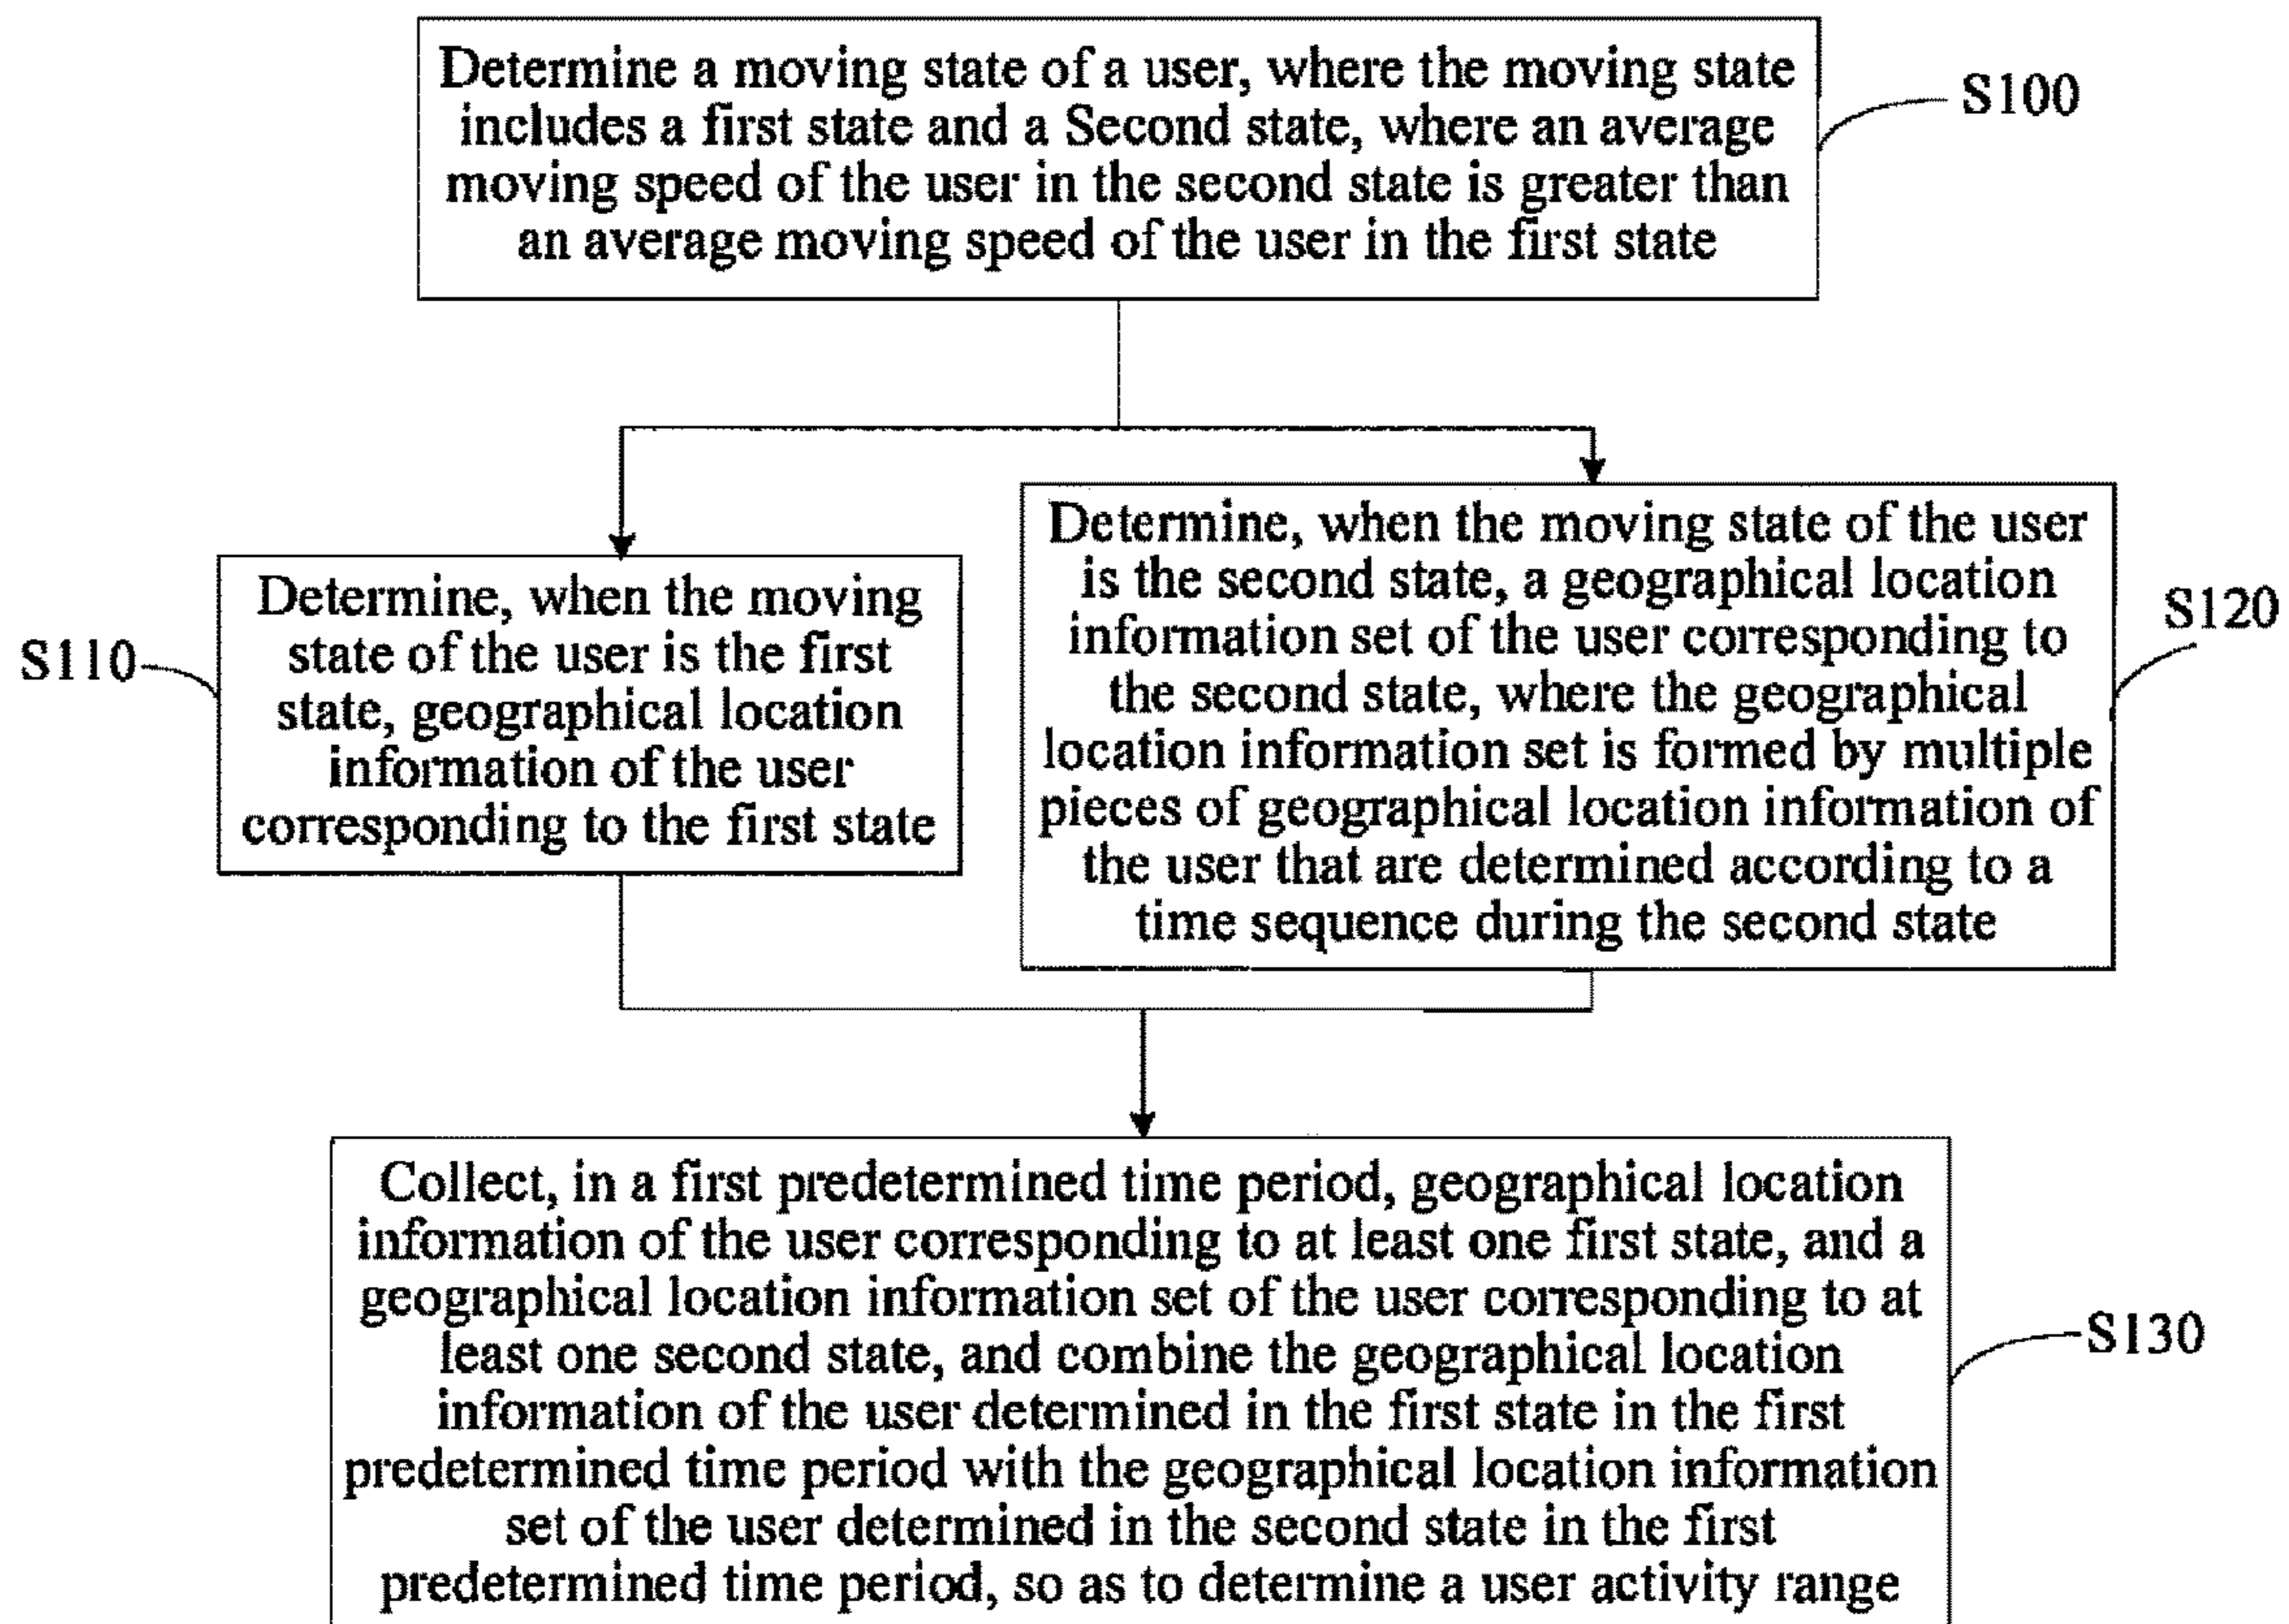 Determine a moving state of a user, where the moving state
includes a first state and a Second state, where an average
moving speed of the user in the second state is greater than
an average moving speed of the user in the first state
S100
Determine, when the moving
state of the user is the first
state, geographical location
information of the user
corresponding to the first state
S110
Determine, when the moving state of the user
is the second state, a geographical location
information set of the user corresponding to
the second state, where the geographical
location information set is formed by multiple
pieces of geographical location information of
the user that are determined according to a
time sequence during the second state
S120
Collect, in a first predetermined time period, geographical location
information of the user corresponding to at least one first state, and a
geographical location information set of the user corresponding to at
least one second state, and combine the geographical location
information of the user determined in the first state in the first
predetermined time period with the geographical location information
set of the user determined in the second state in the first
predetermined time period, so as to determine a user activity range
S130